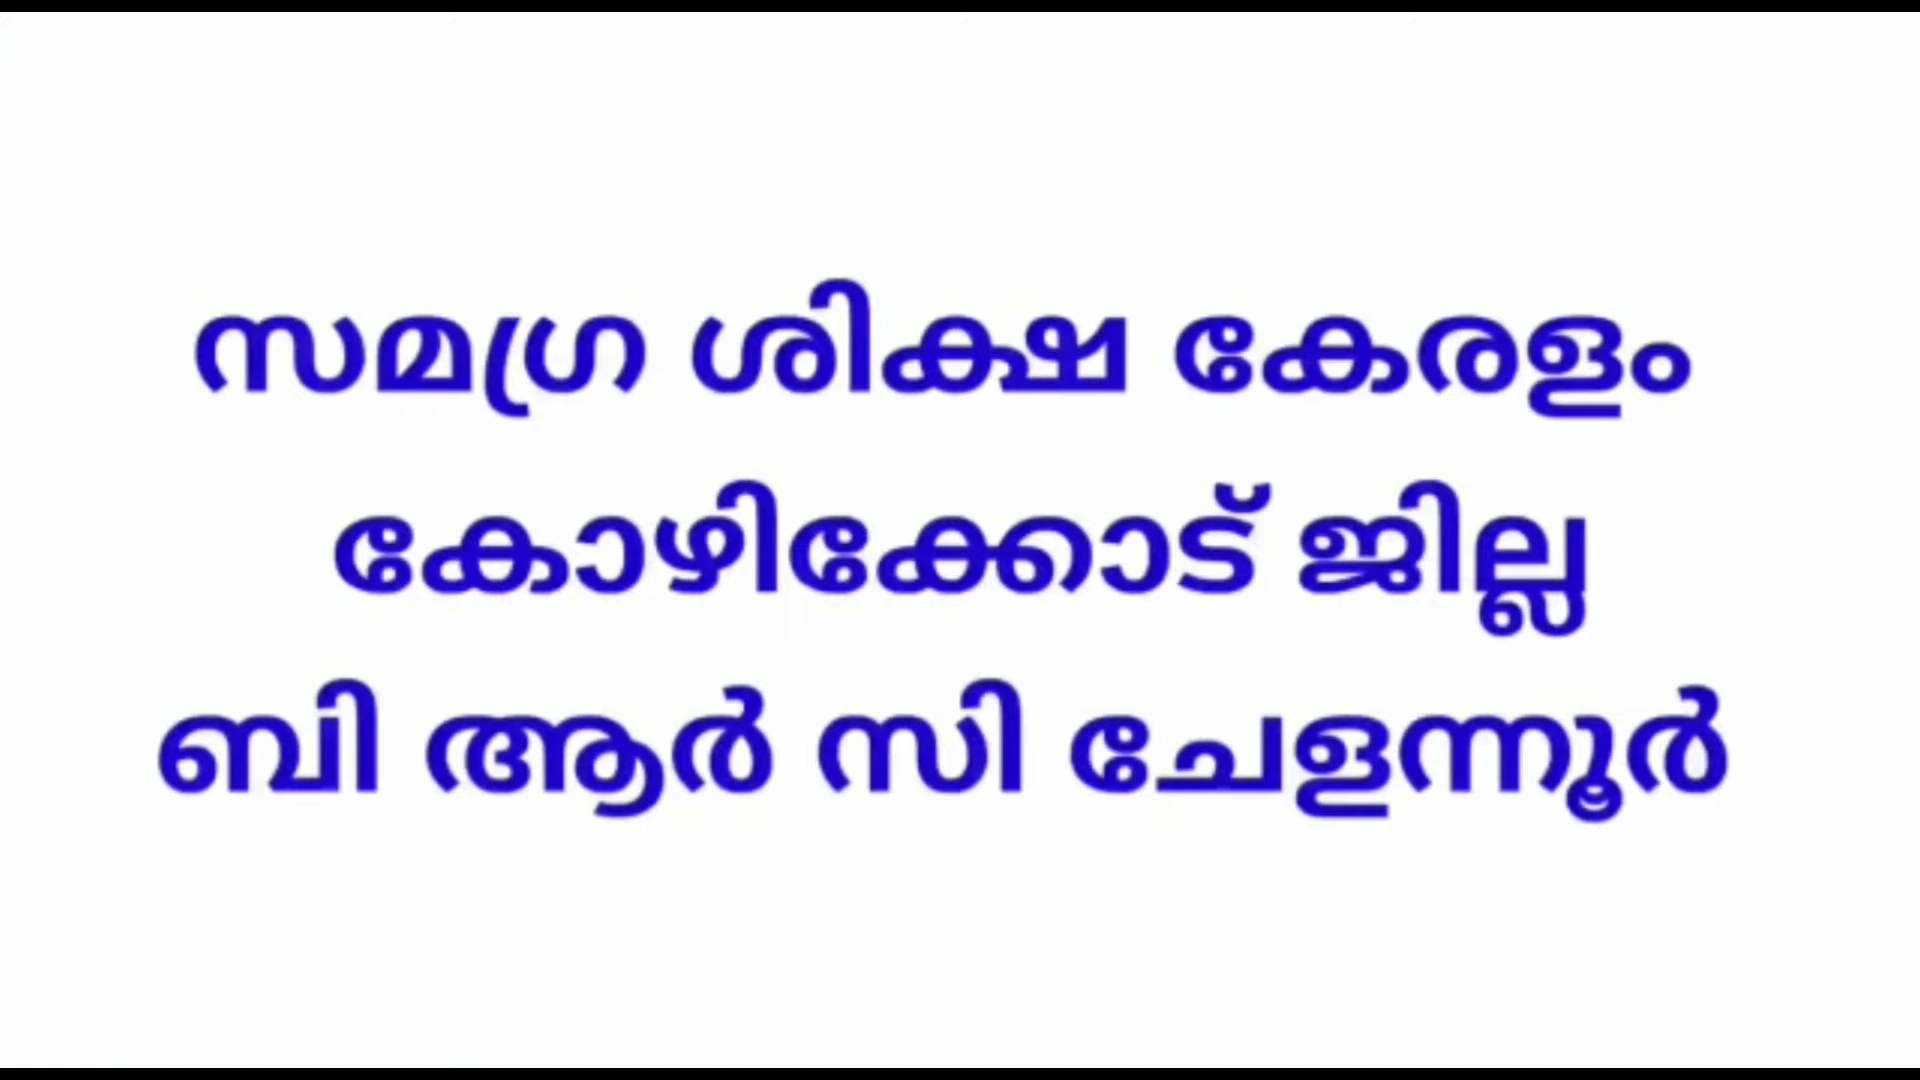 സമഗ്ര ശിക്ഷ കേരളം
കോഴിക്കോട് ജില്ല
ബി ആർ സി ചേളന്നൂർ